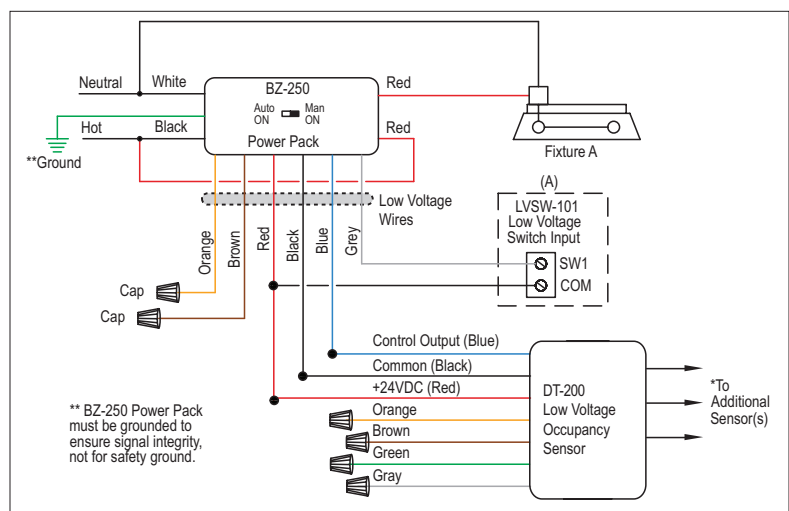 Neutral
White
BZ-250
Auto
ON
Man
ON
Power Pack
Red
Hot
Black
Red
**Ground
Fixture A
Low Voltage
Wires
(A)
LVSW-101
Low Voltage
Switch Input
SW1
COM
Orange
Brown
Red
Black
Blue
Grey
Cap
Cap
Control Output (Blue)
Common (Black)
+24VDC (Red)
Orange
Brown
Green
Gray
DT-200
Low Voltage
Occupancy
Sensor
*To
Additional
Sensor(s)
** BZ-250 Power Pack
must be grounded to
ensure signal integrity,
not for safety ground.